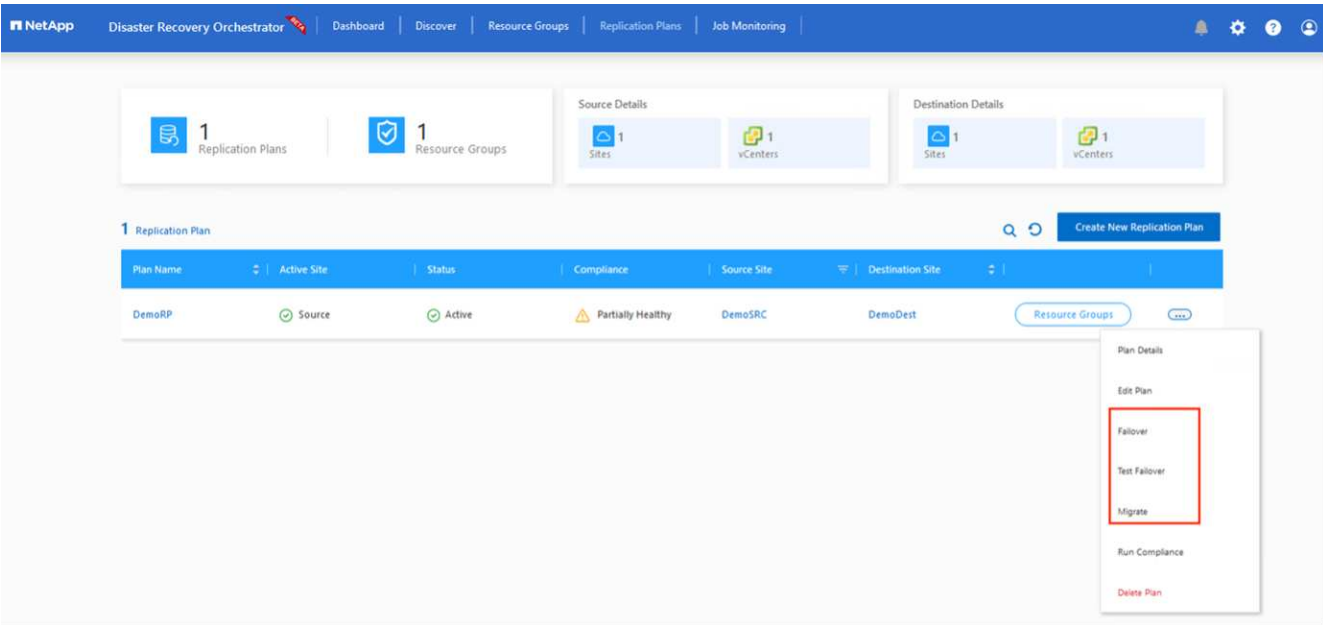 NetApp Disaster Recovery Orchestrator BETA Dashboard Discover Resource Groups Replication Plans Job Monitoring
1 Replication Plans
1 Resource Groups
Source Details
1 Sites
1 vCenters
Destination Details
1 Sites
1 vCenters
1 Replication Plan
Create New Replication Plan
Plan Name Active Site Status Compliance Source Site Destination Site
DemoRP Source Active Partially Healthy DemoSRC DemoDest Resource Groups ...
Plan Details
Edit Plan
Failover
Test Failover
Migrate
Run Compliance
Delete Plan